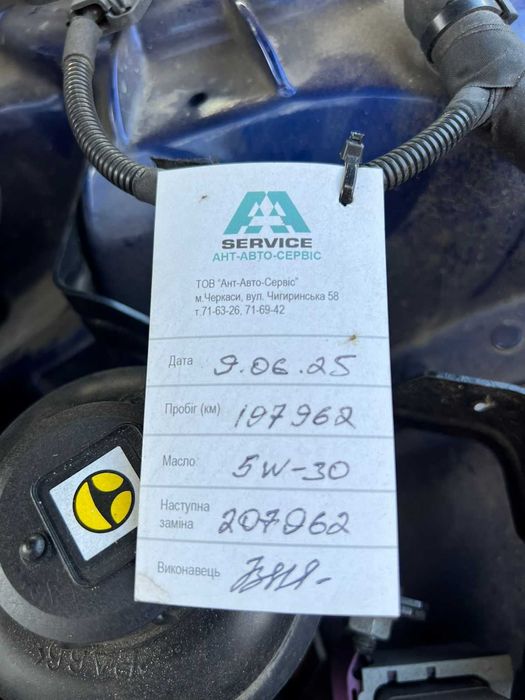 SERVICE
АНТ-АВТО-СЕРВІС
ТОВ "Ант-Авто-Сервіс"
м.Черкаси, вул. Чигиринська 58
т.71-63-26, 71-69-42
Дата 9.06.25
Пробіг (км) 197962
Масло 5W-30
Наступна
заміна 207962
Виконавець